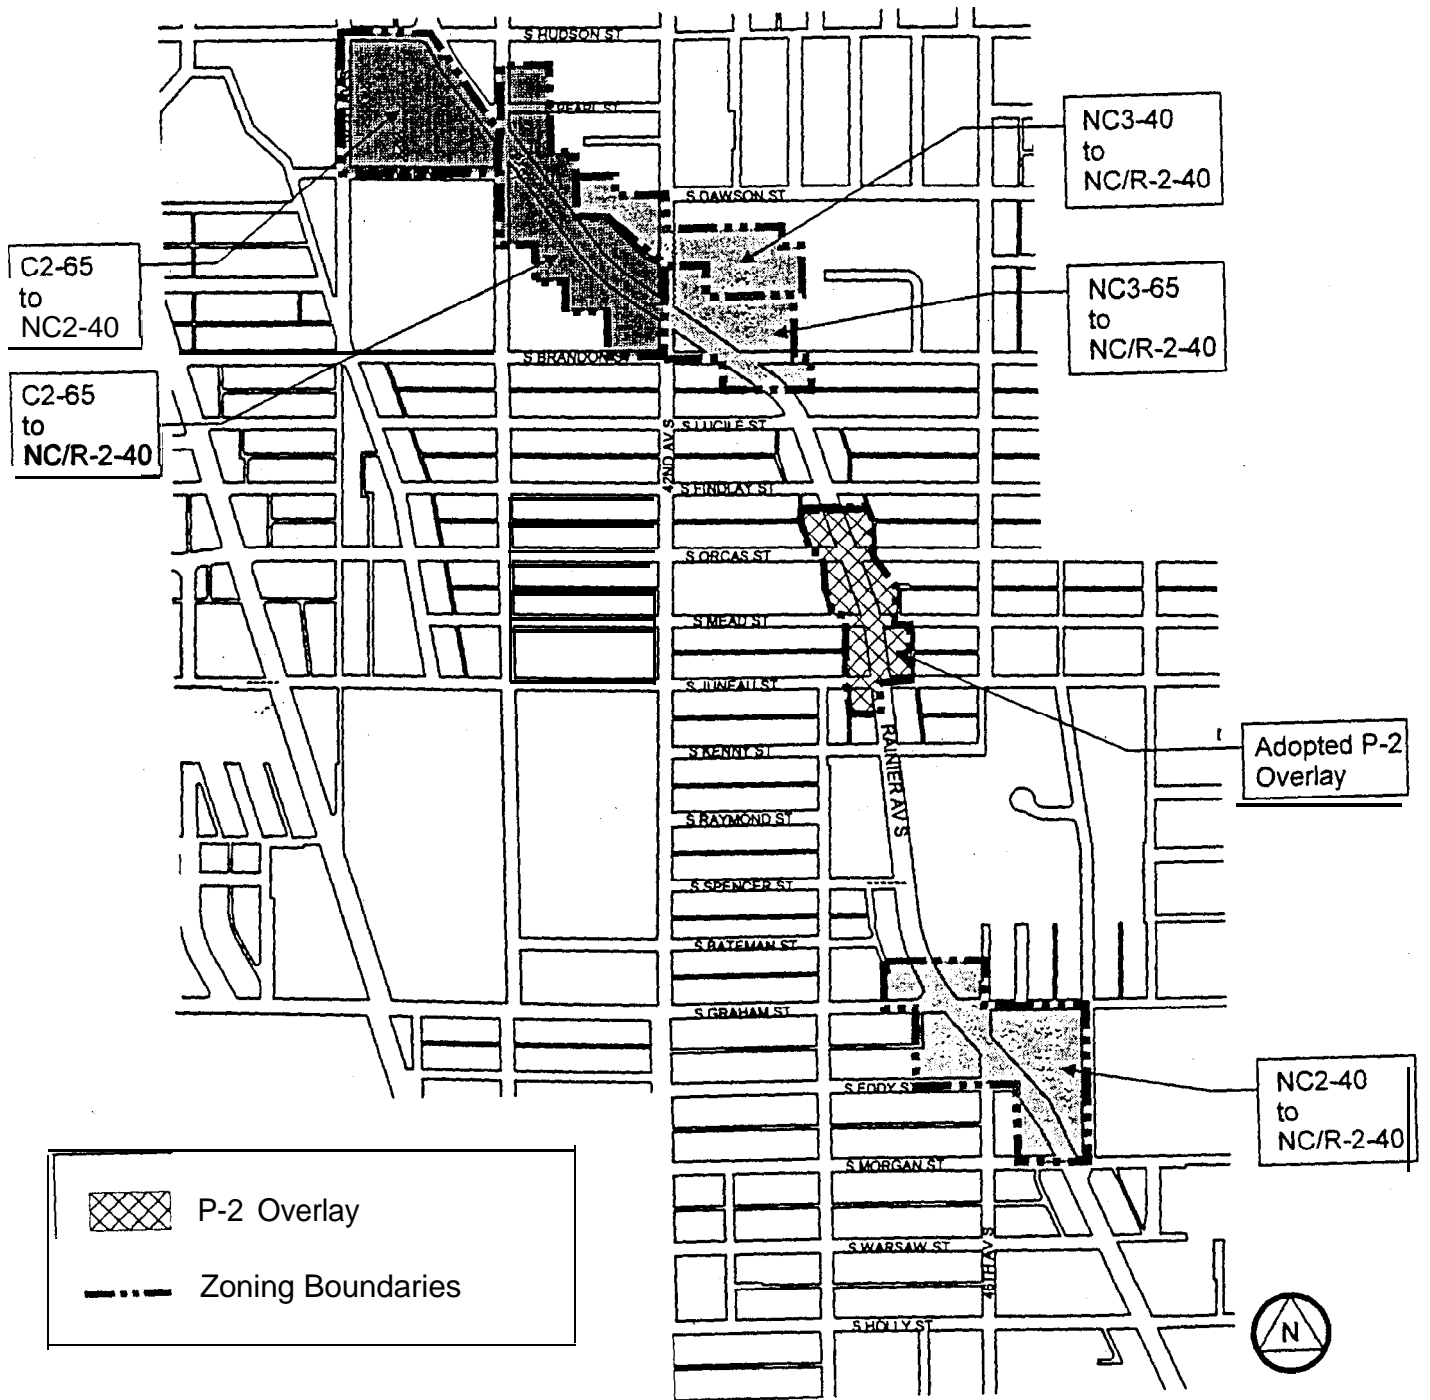 S HUDSON ST
S PEARL ST
NC3-40
to
NC/R-2-40
S DAWSON ST
C2-65
to
NC2-40
NC3-65
to
NC/R-2-40
S BRANDON ST
C2-65
to
NC/R-2-40
S LUCILE ST
42ND AV S
S FINDLAY ST
S ORCAS ST
S MEAD ST
S JUNEAU ST
RAINIER AV S
S KENNY ST
Adopted P-2
Overlay
S RAYMOND ST
S SPENCER ST
S BATEMAN ST
S GRAHAM ST
NC2-40
to
NC/R-2-40
S EDDY ST
S MORGAN ST
P-2 Overlay
S WARSAW ST
46TH AV S
Zoning Boundaries
S HOLLY ST
N